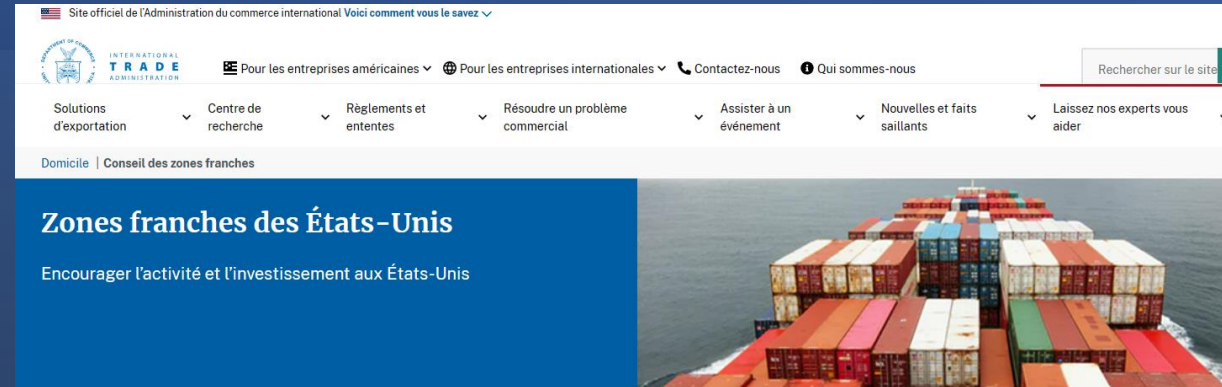 Site officiel de l'Administration du commerce international Voici comment vous le savez
INTERNATIONAL
TRADE
ADMINISTRATION
Pour les entreprises américaines
Pour les entreprises internationales
Contactez-nous
Qui sommes-nous
Rechercher sur le site
Solutions
d'exportation
Centre de
recherche
Règlements et
ententes
Résoudre un problème
commercial
Assister à un
événement
Nouvelles et faits
saillants
Laissez nos experts vous
aider
Domicile | Conseil des zones franches
Zones franches des États-Unis
Encourager l'activité et l'investissement aux États-Unis